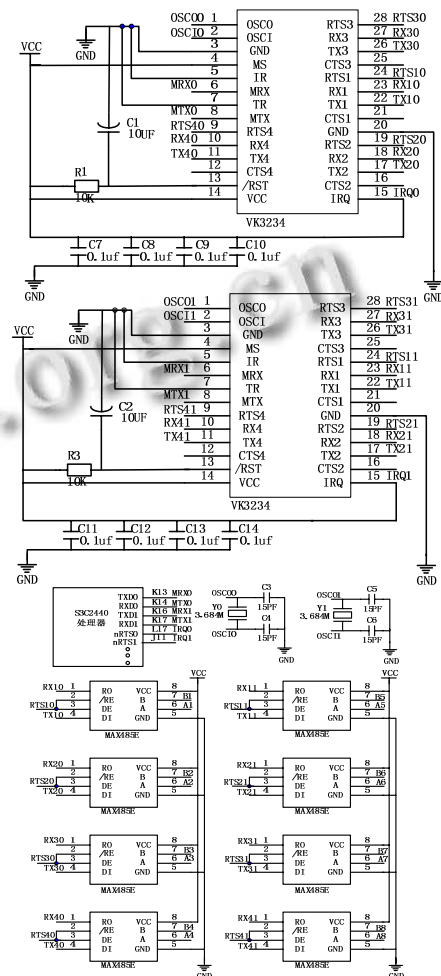 OSCO0 1 OSCO RTS3 28 RTS30
OSCI0 2 OSCI RX3 27 RX30
3 GND TX3 26 TX30
4 MS CTS3 25
5 IR RTS1 24 RTS10
MRX0 6 MRX RX1 23 RX10
7 TR TX1 22 TX10
MTX0 8 MTX CTS1 21
RTS40 9 RTS4 GND 20
RX40 10 RX4 RTS2 19 RTS20
TX40 11 TX4 RX2 18 RX20
12 CTS4 TX2 17 TX20
13 /RST CTS2 16
14 VCC IRQ 15 IRQ0
VK3234
VCC
GND
C1
10UF
R1
10K
C7 C8 C9 C10
0.1uf 0.1uf 0.1uf 0.1uf
GND GND
OSCO1 1 OSCO RTS3 28 RTS31
OSCI1 2 OSCI RX3 27 RX31
3 GND TX3 26 TX31
4 MS CTS3 25
5 IR RTS1 24 RTS11
MRX1 6 MRX RX1 23 RX11
7 TR TX1 22 TX11
MTX1 8 MTX CTS1 21
RTS41 9 RTS4 GND 20
RX41 10 RX4 RTS2 19 RTS21
TX41 11 TX4 RX2 18 RX21
12 CTS4 TX2 17 TX21
13 /RST CTS2 16
14 VCC IRQ 15 IRQ1
VK3234
VCC
GND
C2
10UF
R3
10K
C11 C12 C13 C14
0.1uf 0.1uf 0.1uf 0.1uf
GND GND
S3C2440
处理器
TXD0 K13 MRX0
RXD0 K14 MTX0
TXD1 K16 MRX1
RXD1 K17 MTX1
nRTS0 L17 IRQ0
nRTS1 J11 IRQ1
OSCO0 C3
15PF
Y0
3.684M
C4
OSCI0 15PF
GND
OSCO1 C5
15PF
Y1
3.684M
C6
OSCI1 15PF
GND
VCC VCC
RX10 1 RO VCC 8
2 /RE B 7 B1
RTS10 3 DE A 6 A1
TX10 4 DI GND 5
MAX485E
RX11 1 RO VCC 8
2 /RE B 7 B5
RTS11 3 DE A 6 A5
TX11 4 DI GND 5
MAX485E
RX20 1 RO VCC 8
2 /RE B 7 B2
RTS20 3 DE A 6 A2
TX20 4 DI GND 5
MAX485E
RX21 1 RO VCC 8
2 /RE B 7 B6
RTS21 3 DE A 6 A6
TX21 4 DI GND 5
MAX485E
RX30 1 RO VCC 8
2 /RE B 7 B3
RTS30 3 DE A 6 A3
TX30 4 DI GND 5
MAX485E
RX31 1 RO VCC 8
2 /RE B 7 B7
RTS31 3 DE A 6 A7
TX31 4 DI GND 5
MAX485E
RX40 1 RO VCC 8
2 /RE B 7 B4
RTS40 3 DE A 6 A4
TX40 4 DI GND 5
MAX485E
RX41 1 RO VCC 8
2 /RE B 7 B8
RTS41 3 DE A 6 A8
TX41 4 DI GND 5
MAX485E
GND GND